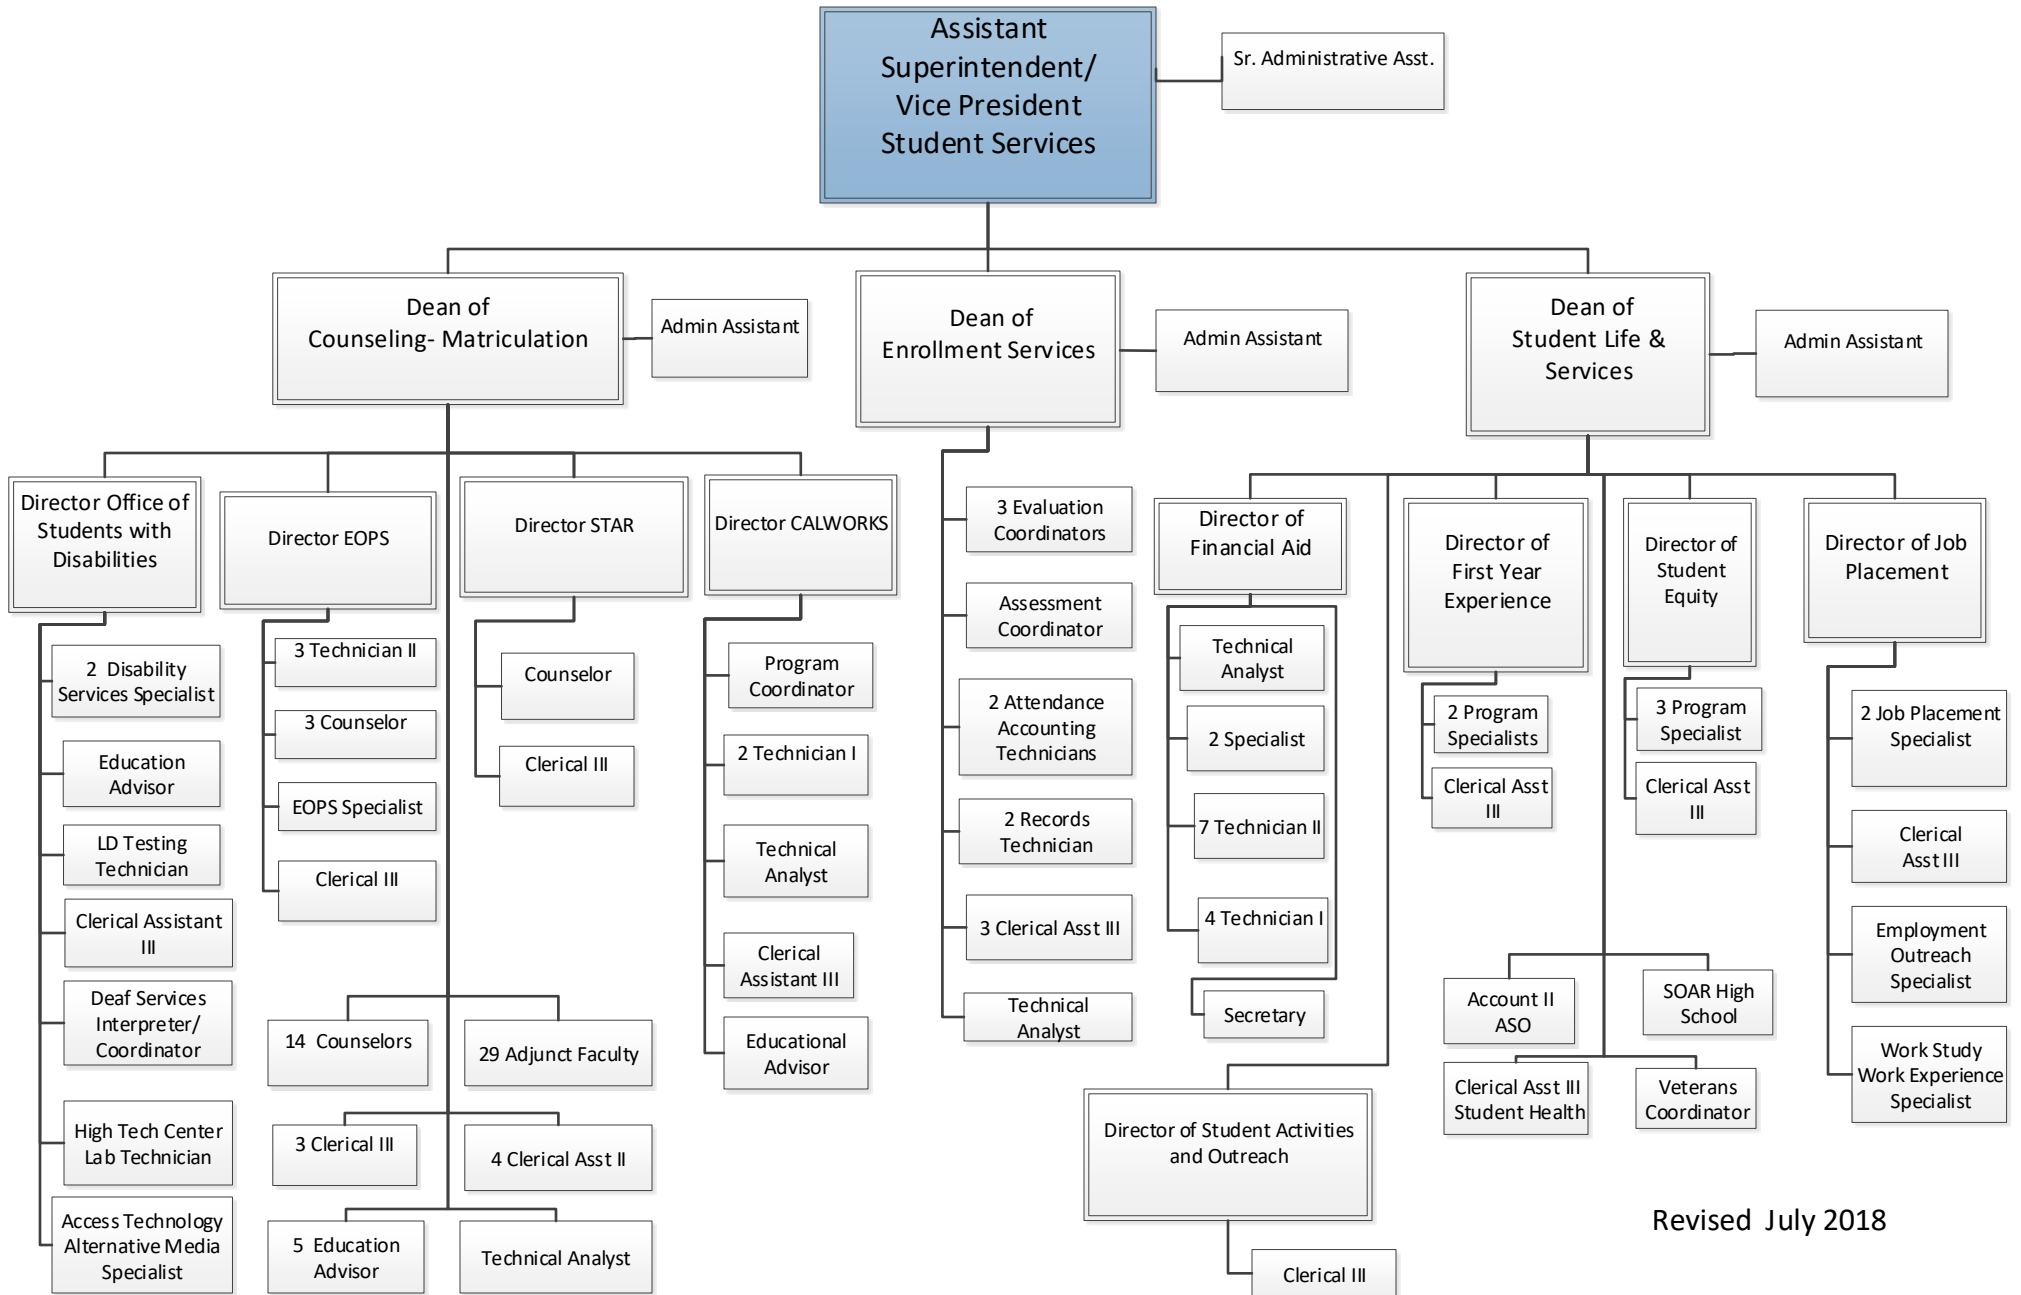 Assistant
Superintendent/
Vice President
Student Services
Sr. Administrative Asst.
Dean of
Counseling- Matriculation
Admin Assistant
Dean of
Enrollment Services
Admin Assistant
Dean of
Student Life &
Services
Admin Assistant
Director Office of
Students with
Disabilities
2  Disability
Services Specialist
Education
Advisor
LD Testing
Technician
Clerical Assistant
III
Deaf Services
Interpreter/
Coordinator
High Tech Center
Lab Technician
Access Technology
Alternative Media
Specialist
Director EOPS
3 Technician II
3 Counselor
EOPS Specialist
Clerical III
Director STAR
Counselor
Clerical III
Director CALWORKS
Program
Coordinator
2 Technician I
Technical
Analyst
Clerical
Assistant III
Educational
Advisor
14  Counselors
29 Adjunct Faculty
3 Clerical III
4 Clerical Asst II
5  Education
Advisor
Technical Analyst
3 Evaluation
Coordinators
Assessment
Coordinator
2 Attendance
Accounting
Technicians
2 Records
Technician
3 Clerical Asst III
Technical
Analyst
Director of
Financial Aid
Technical
Analyst
2 Specialist
7 Technician II
4 Technician I
Secretary
Director of
First Year
Experience
2 Program
Specialists
Clerical Asst
III
Director of
Student
Equity
3 Program
Specialist
Clerical Asst
III
Director of Job
Placement
2 Job Placement
Specialist
Clerical
Asst III
Employment
Outreach
Specialist
Work Study
Work Experience
Specialist
Account II
ASO
SOAR High
School
Clerical Asst III
Student Health
Veterans
Coordinator
Director of Student Activities
and Outreach
Clerical III
Revised  July 2018